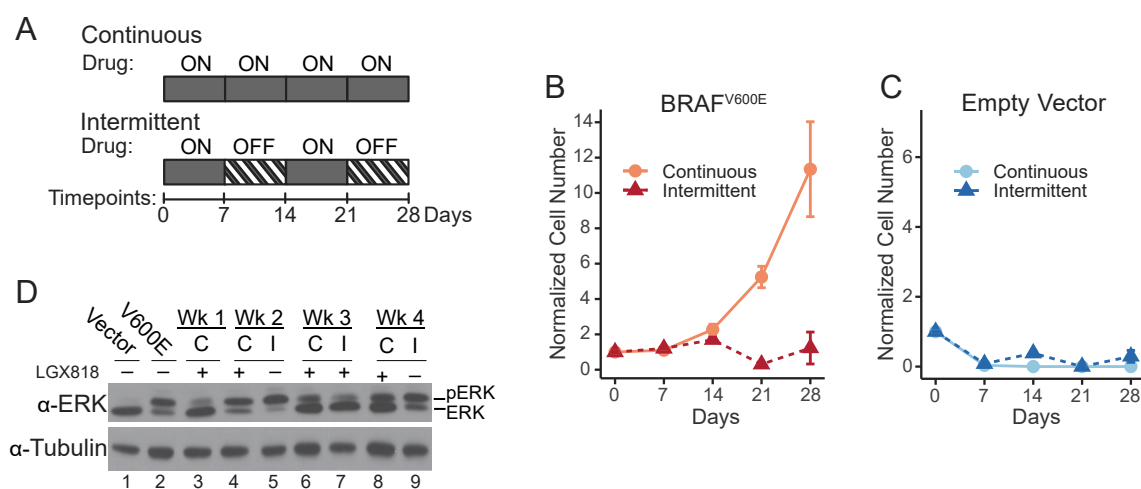 A
Continuous
Drug: ON ON ON ON
Intermittent
Drug: ON OFF ON OFF
Timepoints:
0 7 14 21 28 Days
B
BRAFV600E
Normalized Cell Number
14
12
10
8
6
4
2
0
Continuous
Intermittent
0 7 14 21 28
Days
C
Empty Vector
Normalized Cell Number
6
4
2
0
Continuous
Intermittent
0 7 14 21 28
Days
D
Vector V600E Wk 1 Wk 2 Wk 3 Wk 4
C C I C I C I
LGX818 – – + + – + + + –
α-ERK
pERK
ERK
α-Tubulin
1 2 3 4 5 6 7 8 9